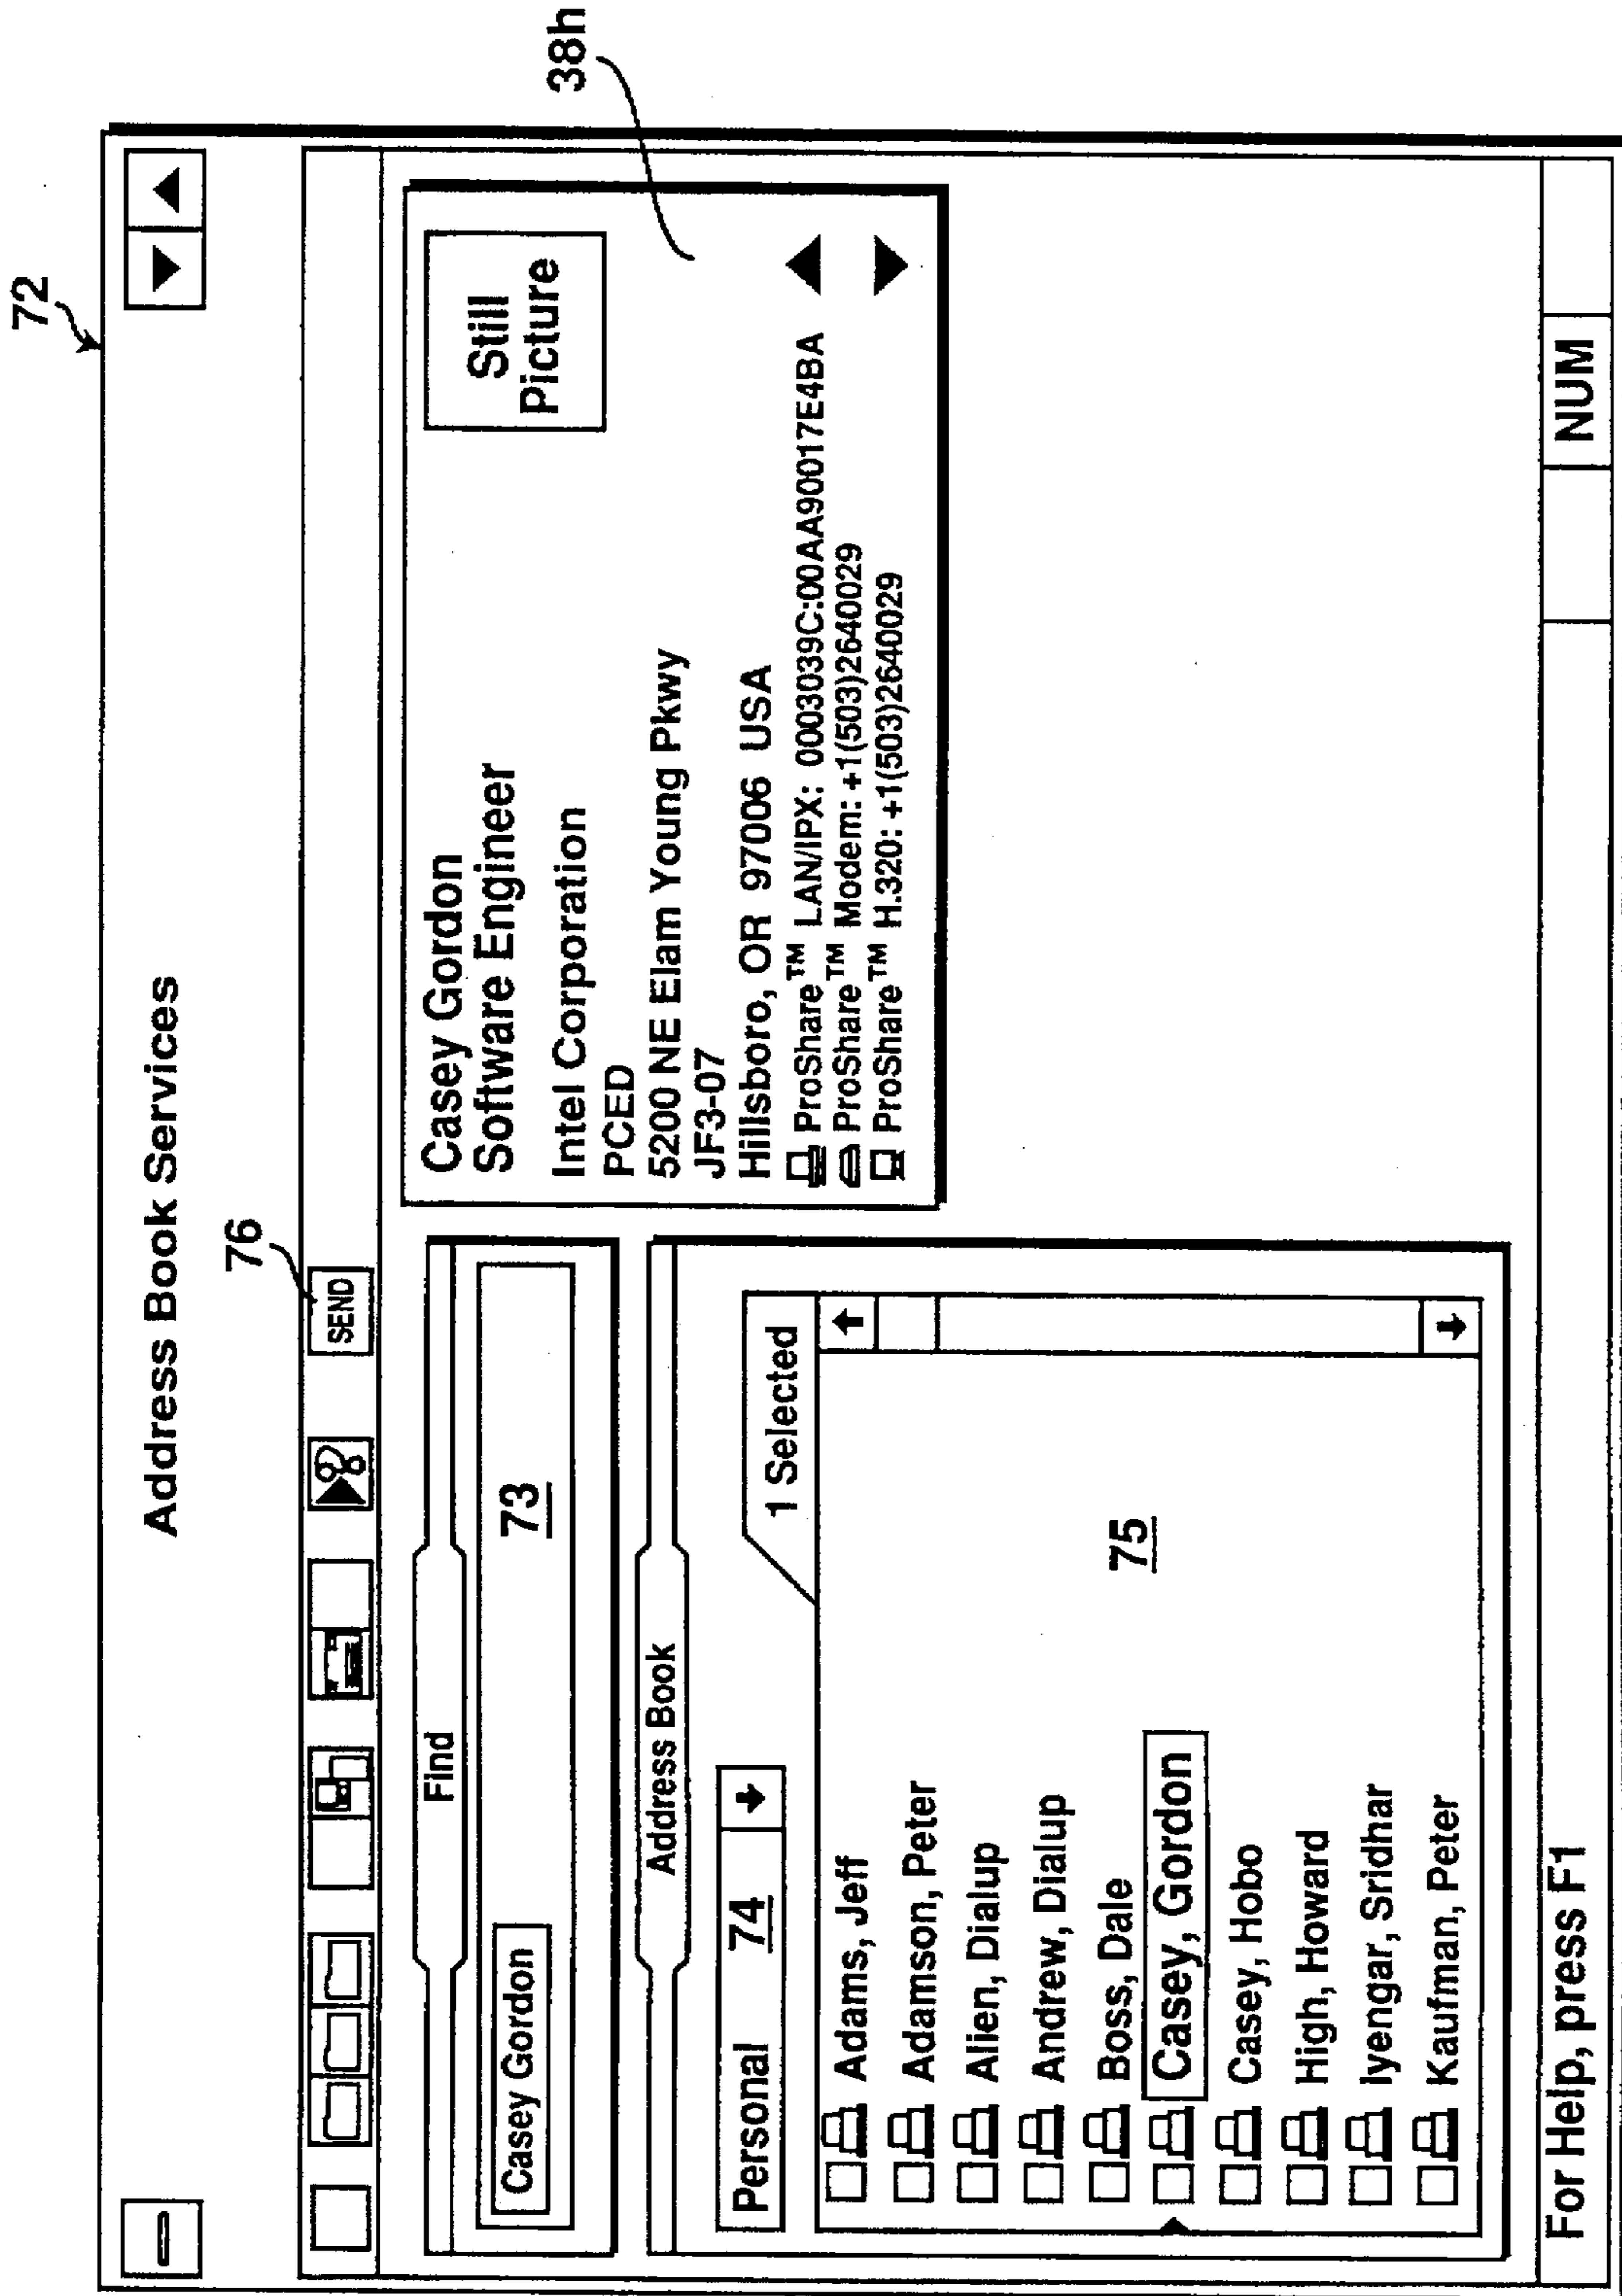 72
Address Book Services
76
SEND
38h
Find
Casey Gordon
73
Address Book
Personal 74
1 Selected
Adams, Jeff
Adamson, Peter
Alien, Dialup
Andrew, Dialup
Boss, Dale
Casey, Gordon
Casey, Hobo
High, Howard
Iyengar, Sridhar
Kaufman, Peter
75
Casey Gordon
Software Engineer
Still
Picture
Intel Corporation
PCED
5200 NE Elam Young Pkwy
JF3-07
Hillsboro, OR 97006 USA
ProShare™ LAN/IPX: 0003039C:00AA90017E4BA
ProShare™ Modem: +1(503)2640029
ProShare™ H.320: +1(503)2640029
For Help, press F1
NUM